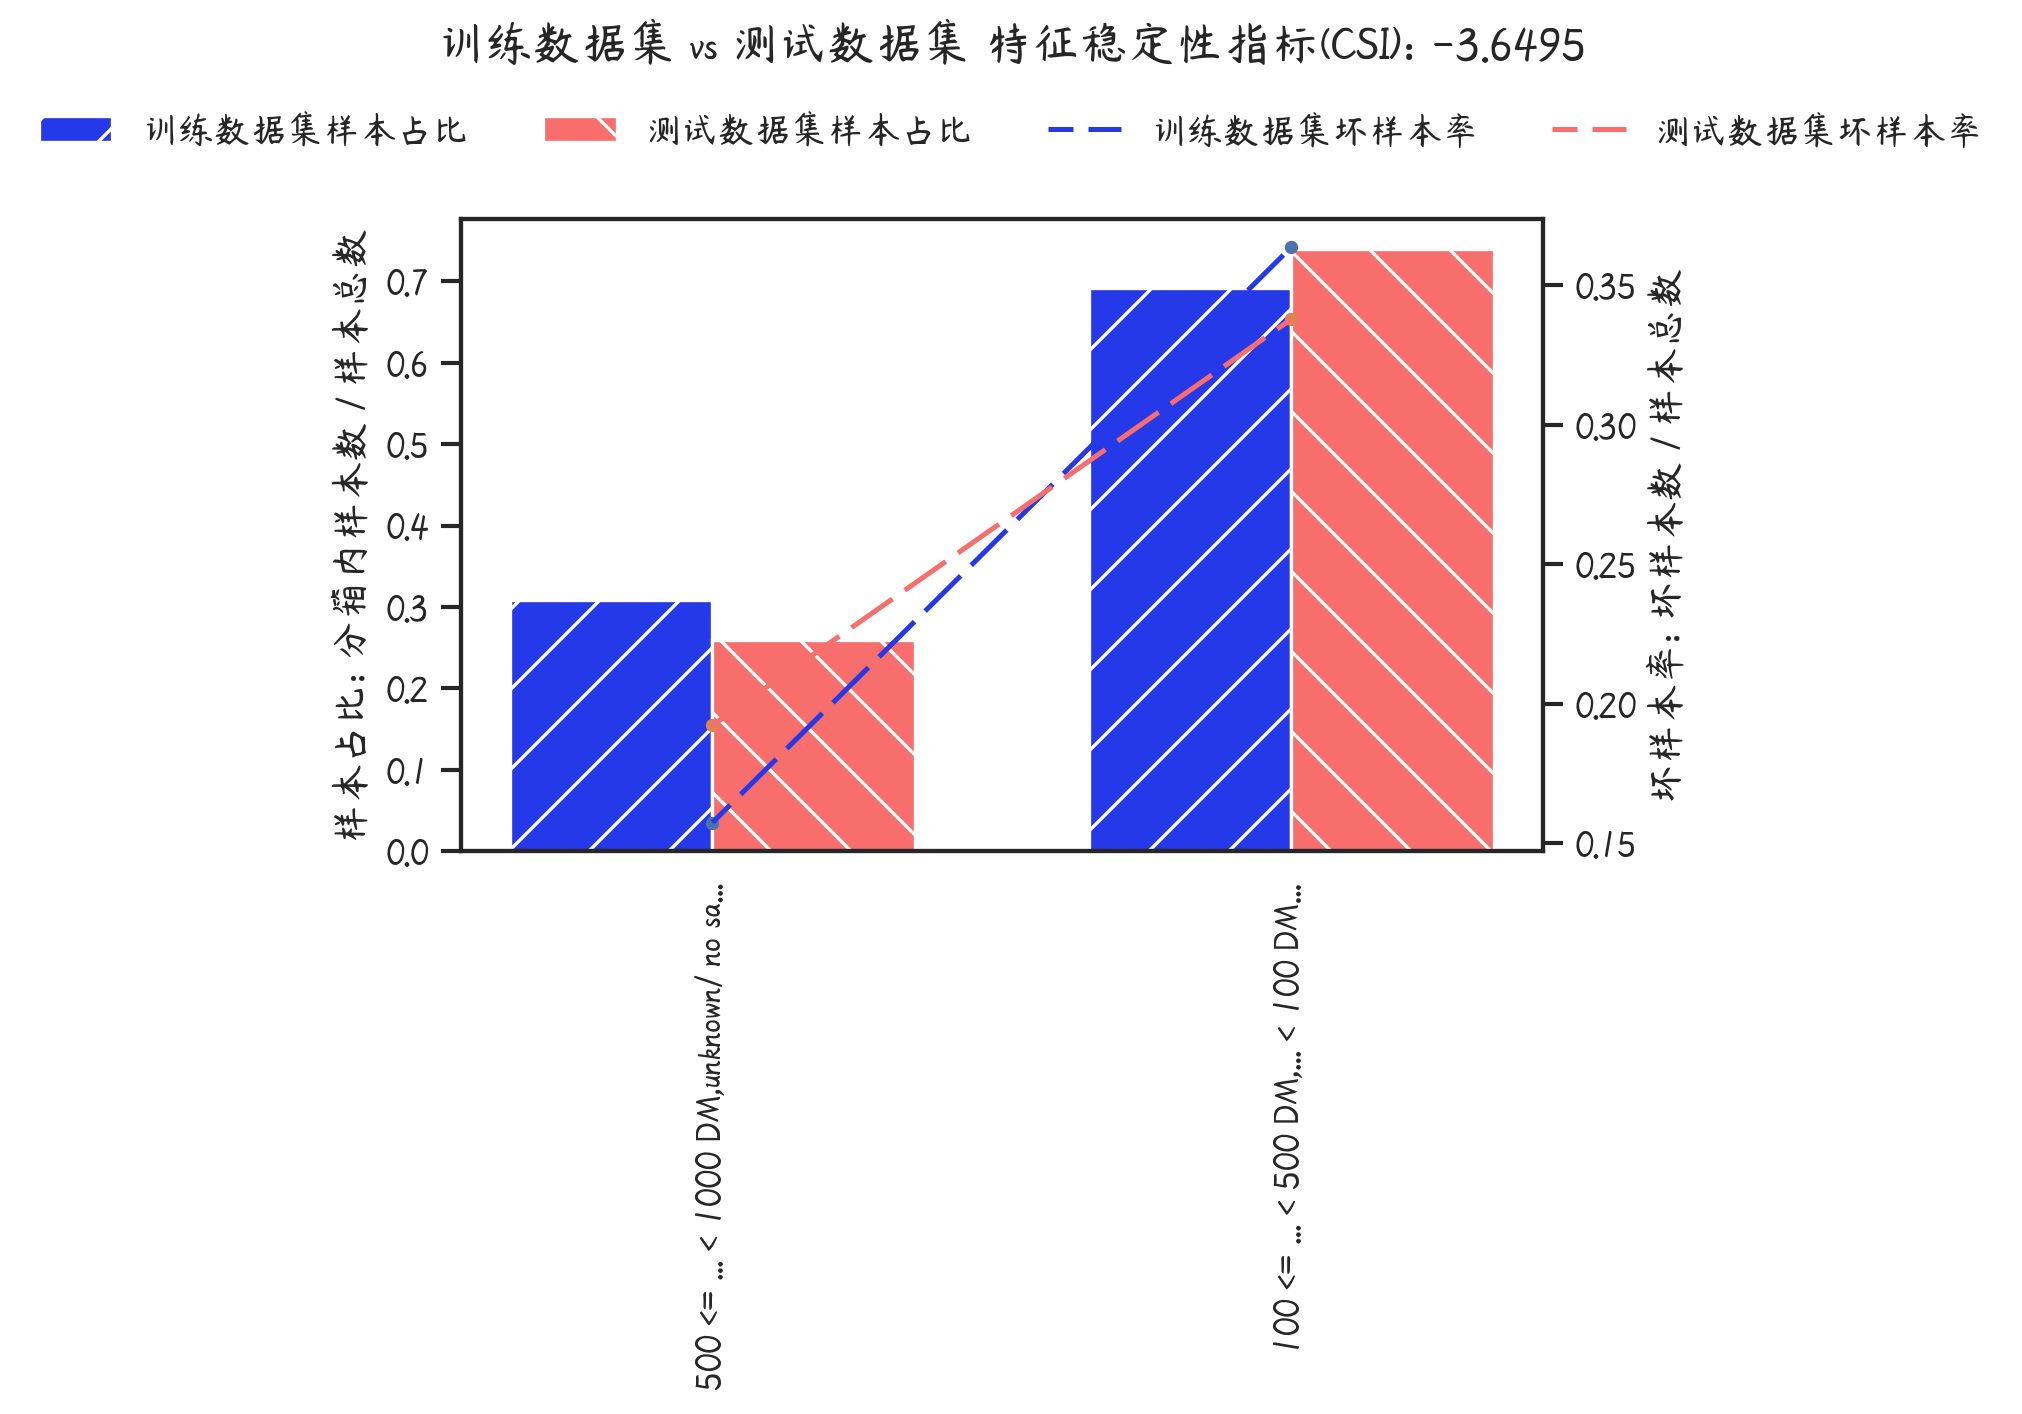 训练数据集 vs 测试数据集 特征稳定性指标(CSI): -3.6495
训练数据集样本占比 测试数据集样本占比 训练数据集坏样本率 测试数据集坏样本率
样本占比: 分箱内样本数 / 样本总数
0.7
0.6
0.5
0.4
0.3
0.2
0.1
0.0
0.35
0.30
0.25
0.20
0.15
坏样本率: 坏样本数 / 样本总数
500 <= ... < 1000 DM,unknown/ no sa...
100 <= ... < 500 DM,... < 100 DM...